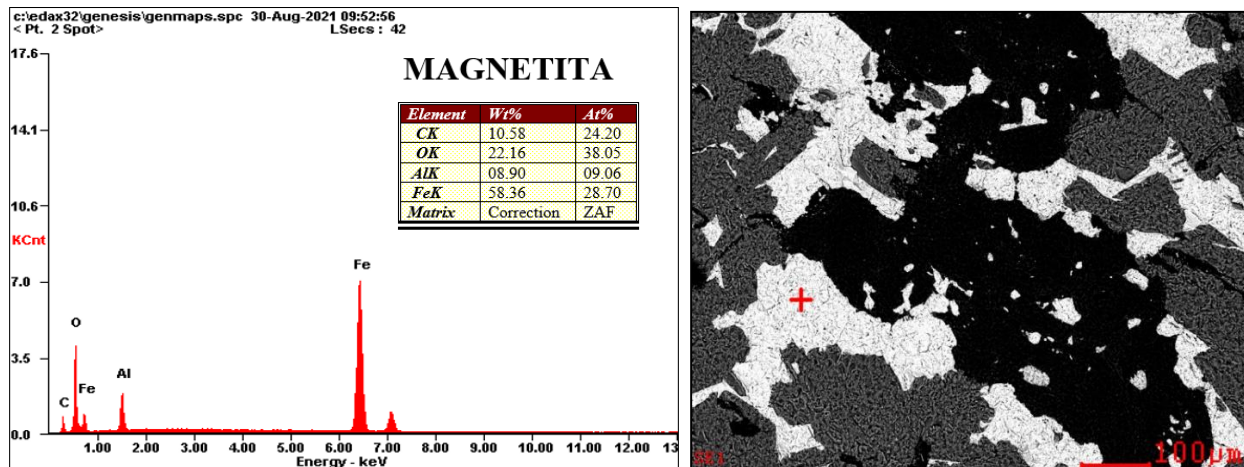 c:\edax32\genesis\genmaps.spc 30-Aug-2021 09:52:56
< Pt. 2 Spot> LSecs : 42
17.6
14.1
10.6
KCnt
7.0
3.5
0.0
MAGNETITA
Element Wt% At%
CK 10.58 24.20
OK 22.16 38.05
AlK 08.90 09.06
FeK 58.36 28.70
Matrix Correction ZAF
C
O
Fe
Al
Fe
1.00 2.00 3.00 4.00 5.00 6.00 7.00 8.00 9.00 10.00 11.00 12.00 13
Energy - keV
100µm